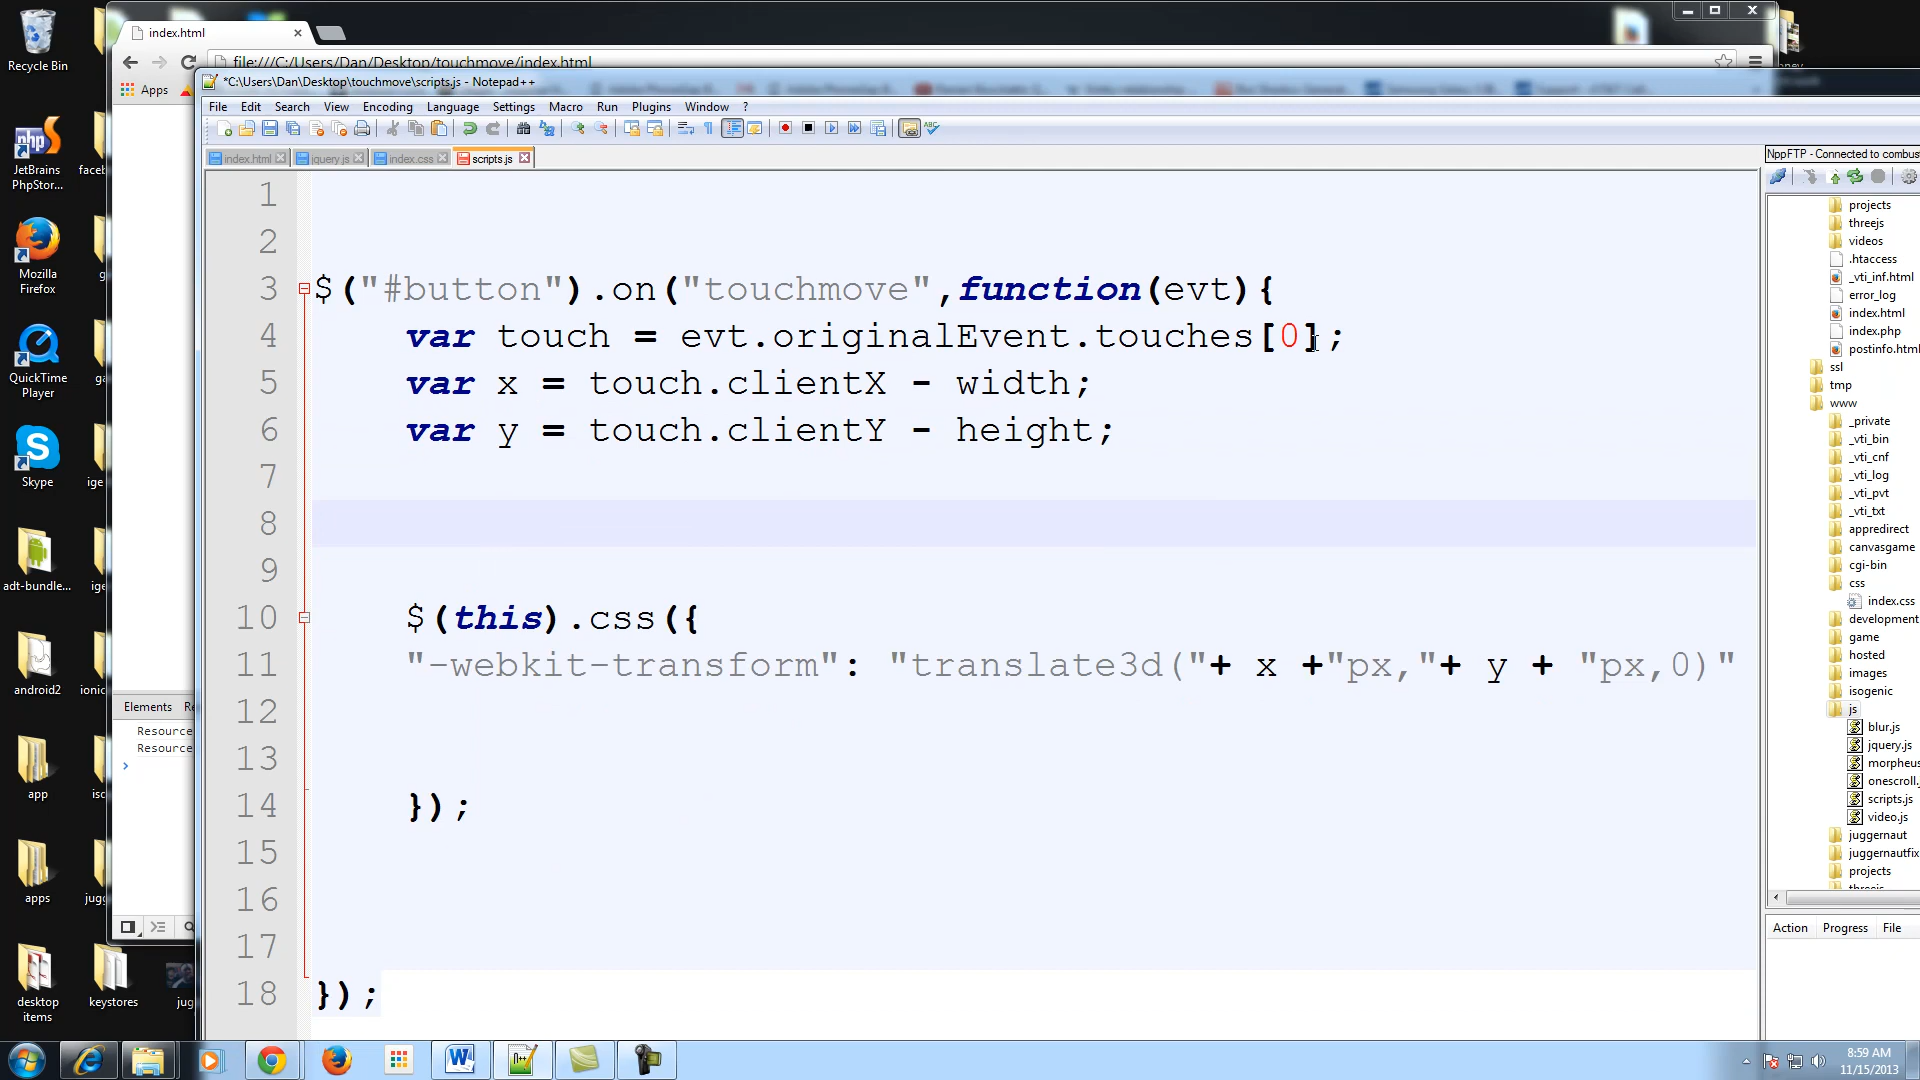 Recycle Bin
JetBrains
PhpStor...
Mozilla
Firefox
QuickTime
Player
Skype
adt-bundle...
android2
app
apps
desktop
items
keystores
index.html
file:///C:/Users/Dan/Desktop/touchmove/index.html
Apps
Elements
Resource
Resource
*C:\Users\Dan\Desktop\touchmove\scripts.js - Notepad++
File Edit Search View Encoding Language Settings Macro Run Plugins Window ?
index.html jquery.js index.css scripts.js
1
2
3 $("#button").on("touchmove",function(evt){
4 var touch = evt.originalEvent.touches[0];
5 var x = touch.clientX - width;
6 var y = touch.clientY - height;
7
8
9
10 $(this).css({
11 "-webkit-transform": "translate3d("+ x +"px,"+ y + "px,0)"
12
13
14 });
15
16
17
18 });
NppFTP - Connected to combus
projects
threejs
videos
.htaccess
_vti_inf.html
error_log
index.html
index.php
postinfo.html
ssl
tmp
www
_private
_vti_bin
_vti_cnf
_vti_log
_vti_pvt
_vti_txt
appredirect
canvasgame
cgi-bin
css
index.css
development
game
hosted
images
isogenic
js
blur.js
jquery.js
morpheus
onescroll.
scripts.js
video.js
juggernaut
juggernautfix
projects
Action Progress File
8:59 AM
11/15/2013